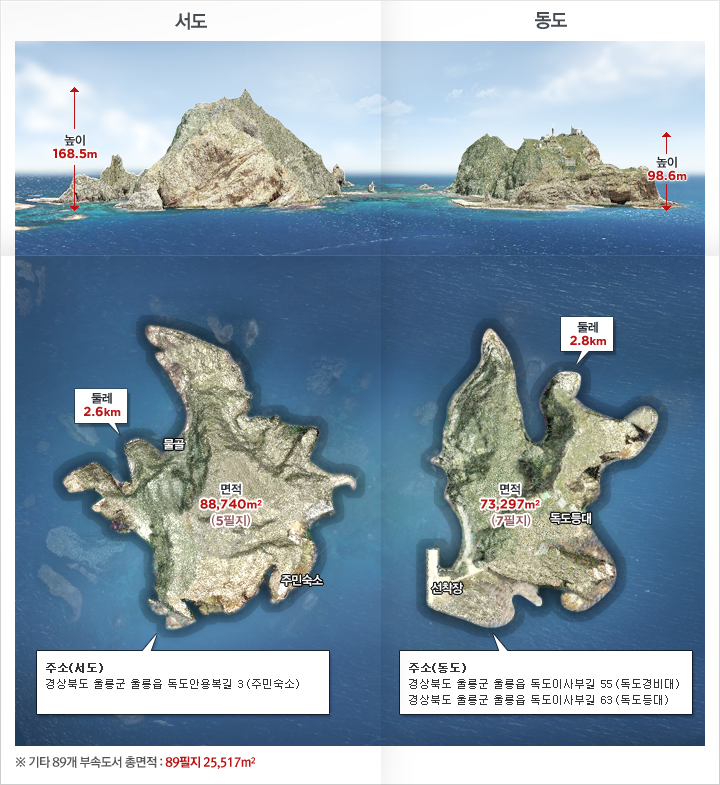 서도
동도
높이
168.5m
높이
98.6m
둘레
2.8km
둘레
2.6km
물골
면적
88,740m²
(5필지)
면적
73,297m²
(7필지)
독도등대
주민숙소
선착장
주소(서도)
경상북도 울릉군 울릉읍 독도안용복길 3(주민숙소)
주소(동도)
경상북도 울릉군 울릉읍 독도이사부길 55(독도경비대)
경상북도 울릉군 울릉읍 독도이사부길 63(독도등대)
※ 기타 89개 부속도서 총면적 : 89필지 25,517m²